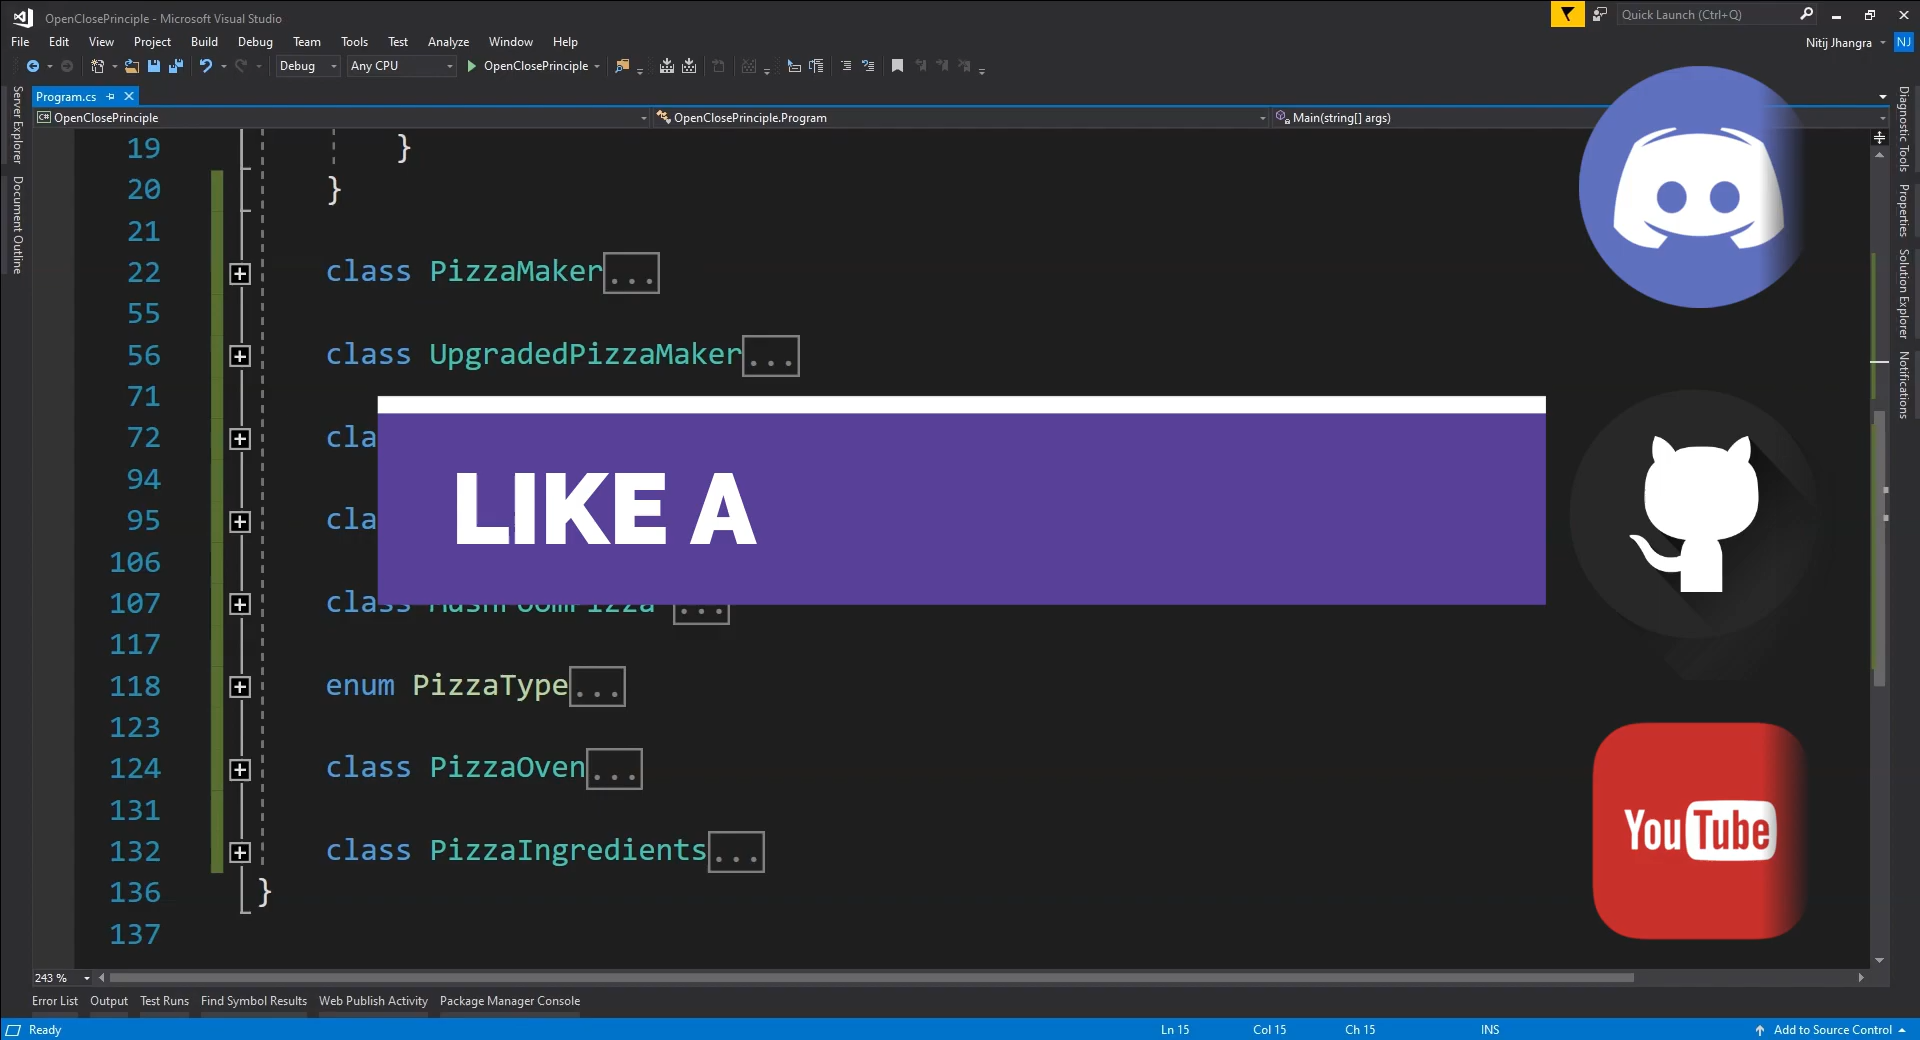 OpenClosePrinciple - Microsoft Visual Studio
Quick Launch (Ctrl+Q)
File Edit View Project Build Debug Team Tools Test Analyze Window Help
Nitij Jhangra NJ
Debug Any CPU OpenClosePrinciple
Program.cs
OpenClosePrinciple OpenClosePrinciple.Program Main(string[] args)
Server Explorer
Document Outline
Diagnostic Tools
Properties
Solution Explorer
Notifications
19 }
20 }
21
22 class PizzaMaker...
55
56 class UpgradedPizzaMaker...
71
72 cla
94
LIKE A
95 cla
106
107 class MushroomPizza ...
117
118 enum PizzaType...
123
124 class PizzaOven...
131
132 class PizzaIngredients...
136 }
137
YouTube
243 %
Error List Output Test Runs Find Symbol Results Web Publish Activity Package Manager Console
Ready Ln 15 Col 15 Ch 15 INS Add to Source Control